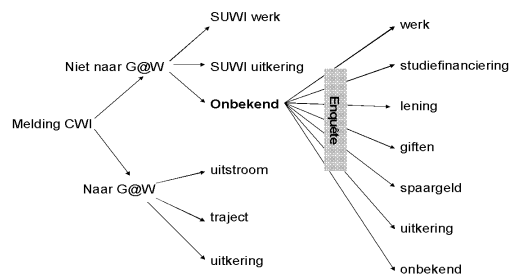 Melding CWI
Niet naar G@W
Naar G@W
SUWI werk
SUWI uitkering
Onbekend
uitstroom
traject
uitkering
Enquête
werk
studiefinanciering
lening
giften
spaargeld
uitkering
onbekend